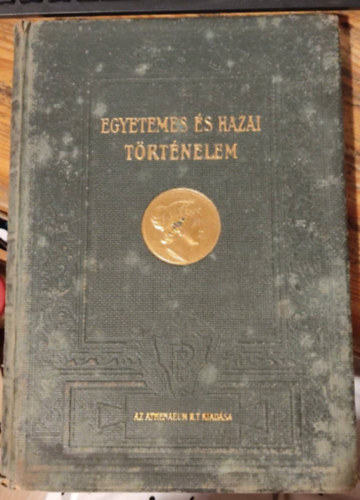 EGYETEMES ÉS HAZAI
TÖRTÉNELEM
AZ ATHENAEUM R.T. KIADÁSA